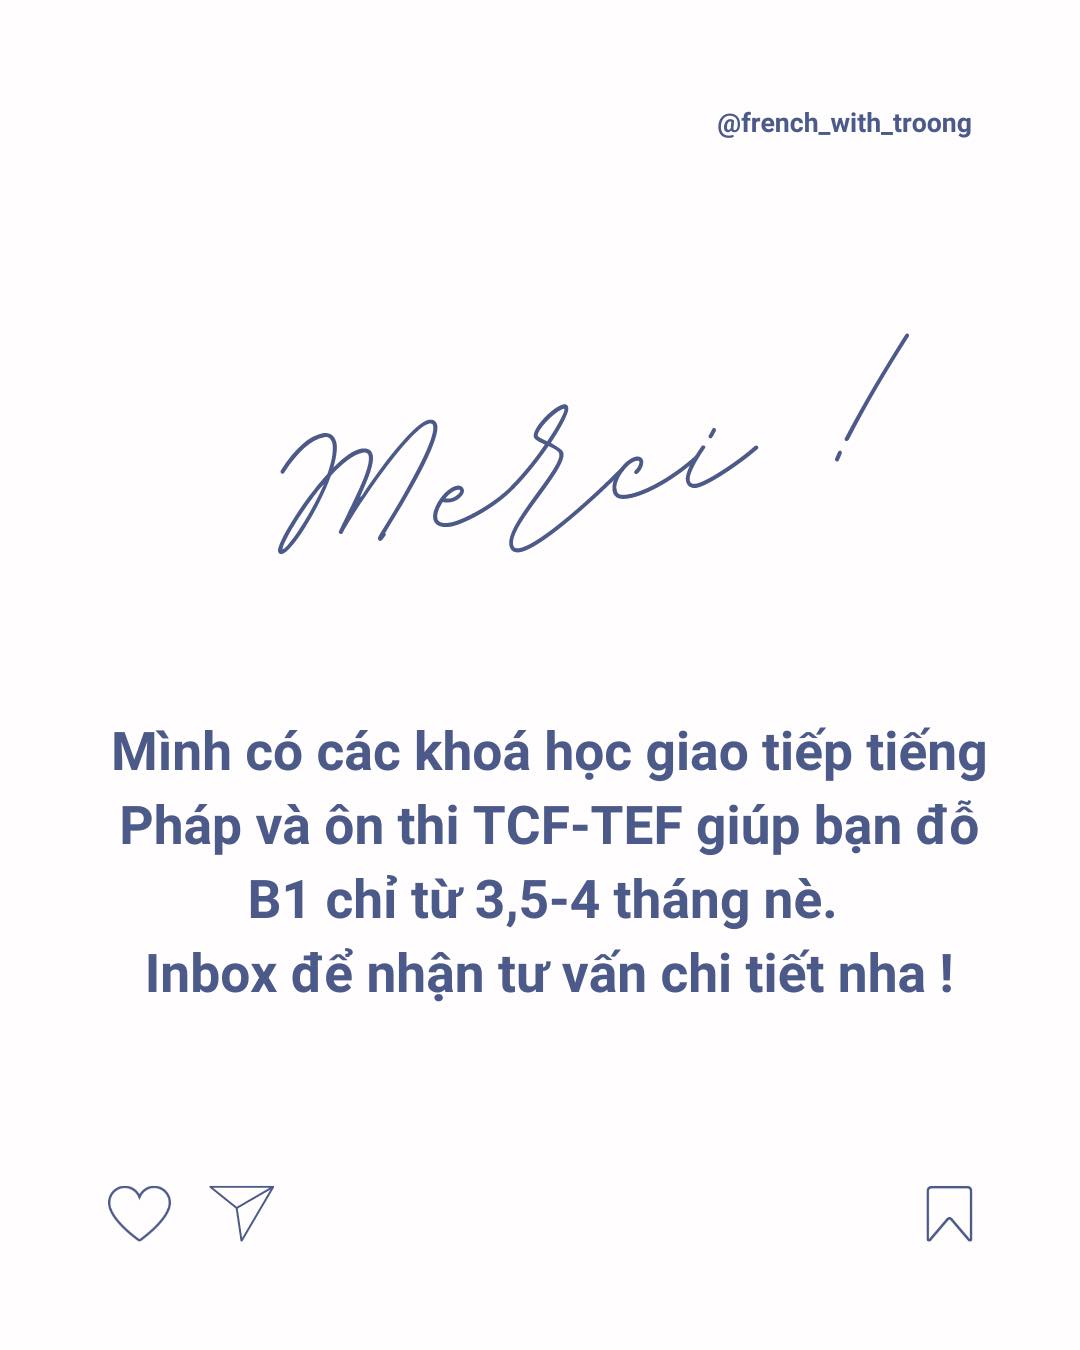 @french_with_troong
Merci !
Mình có các khoá học giao tiếp tiếng
Pháp và ôn thi TCF-TEF giúp bạn đỗ
B1 chỉ từ 3,5-4 tháng nè.
Inbox để nhận tư vấn chi tiết nha !